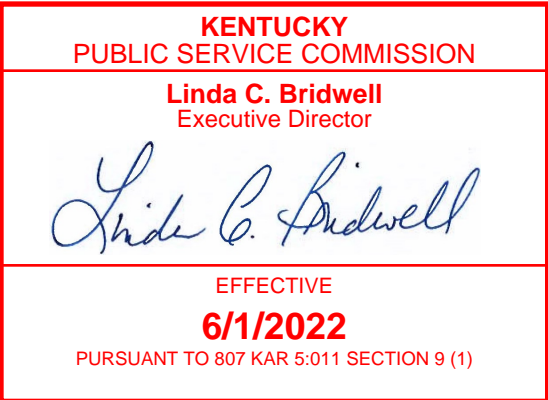 KENTUCKY
PUBLIC SERVICE COMMISSION
Linda C. Bridwell
Executive Director
Linda C. Bridwell
EFFECTIVE
6/1/2022
PURSUANT TO 807 KAR 5:011 SECTION 9 (1)